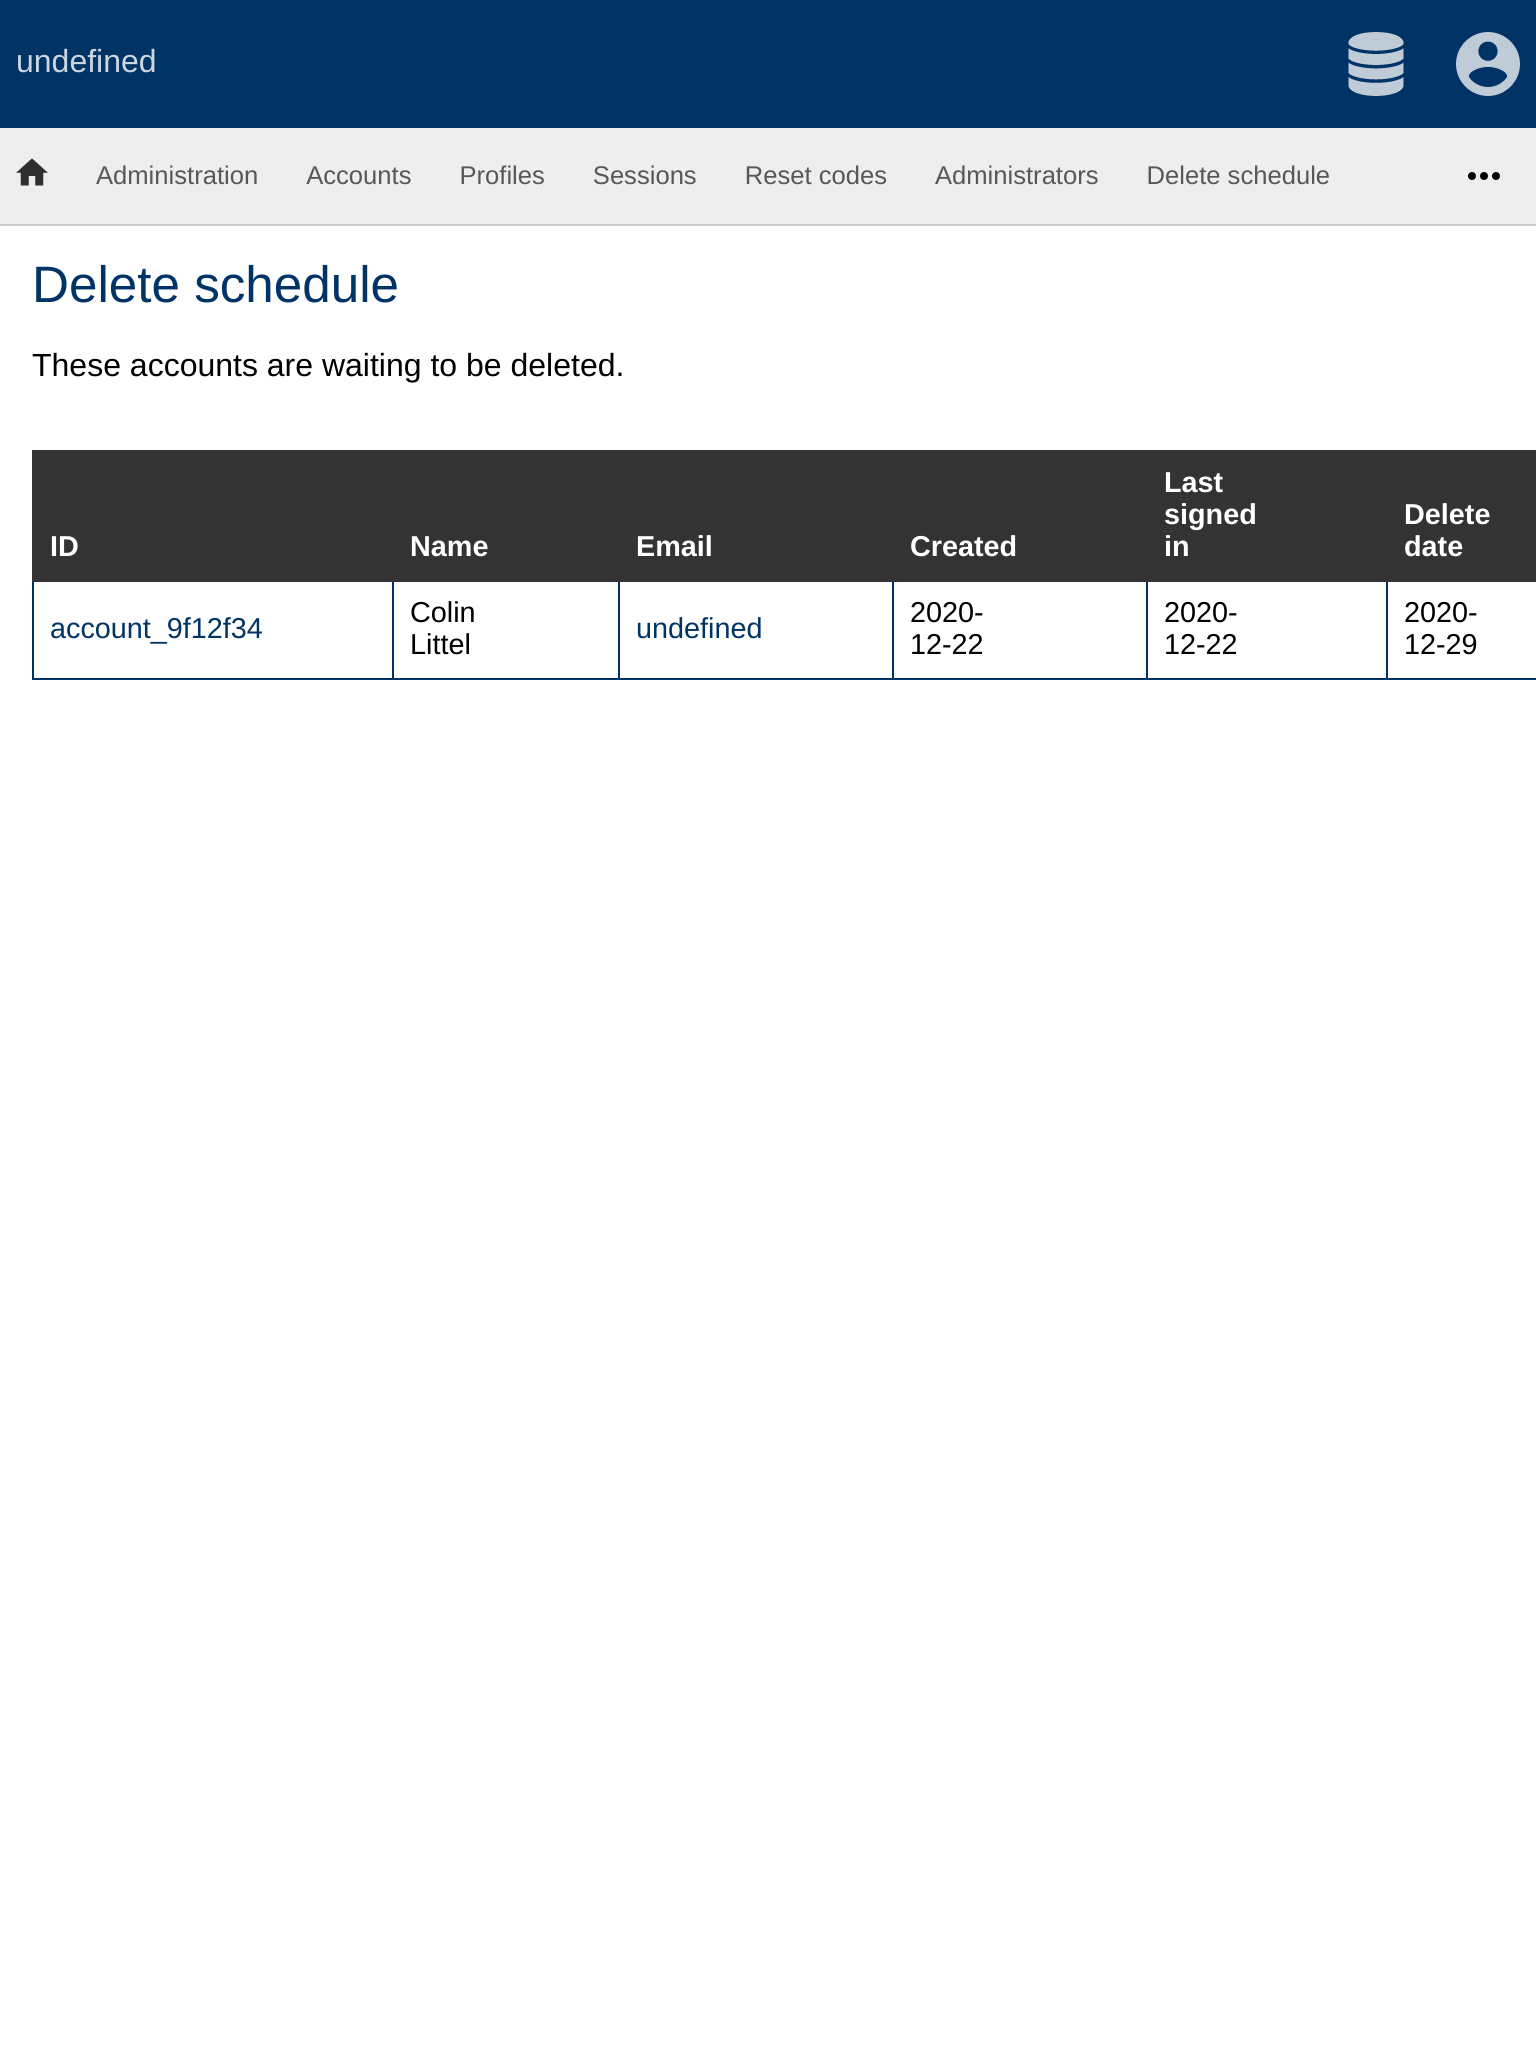 undefined
Administration Accounts Profiles Sessions Reset codes Administrators Delete schedule
Delete schedule
These accounts are waiting to be deleted.
ID Name Email Created Last signed in Delete date
account_9f12f34 Colin Littel undefined 2020-12-22 2020-12-22 2020-12-29